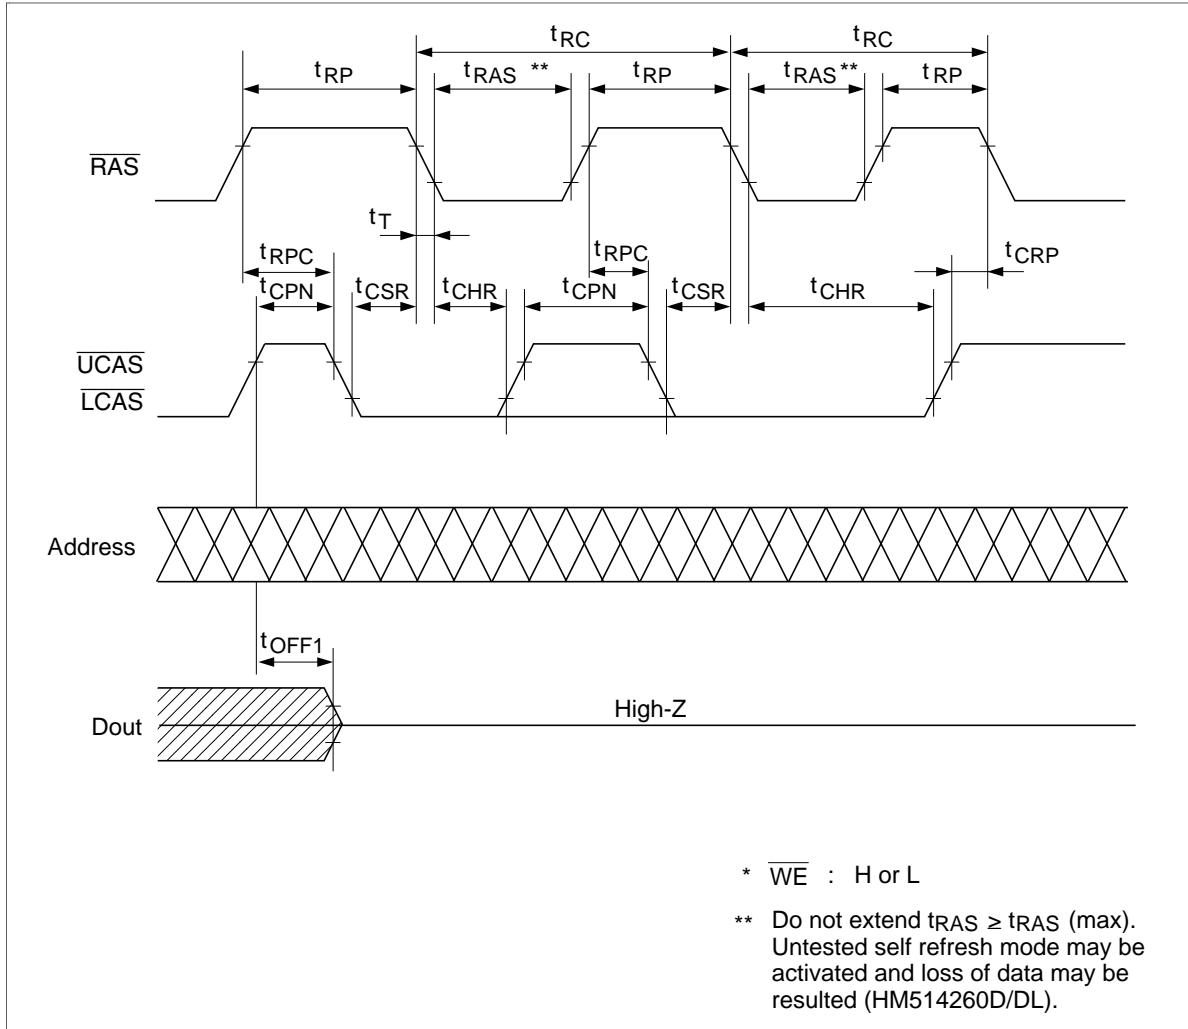 tRC tRC
tRP tRAS ** tRP tRAS ** tRP
RAS
tT
tRPC tRPC tCRP
tCPN tCSR tCHR tCPN tCSR tCHR
UCAS
LCAS
Address
tOFF1
High-Z
Dout
* WE : H or L
** Do not extend tRAS ≥ tRAS (max).
Untested self refresh mode may be
activated and loss of data may be
resulted (HM514260D/DL).